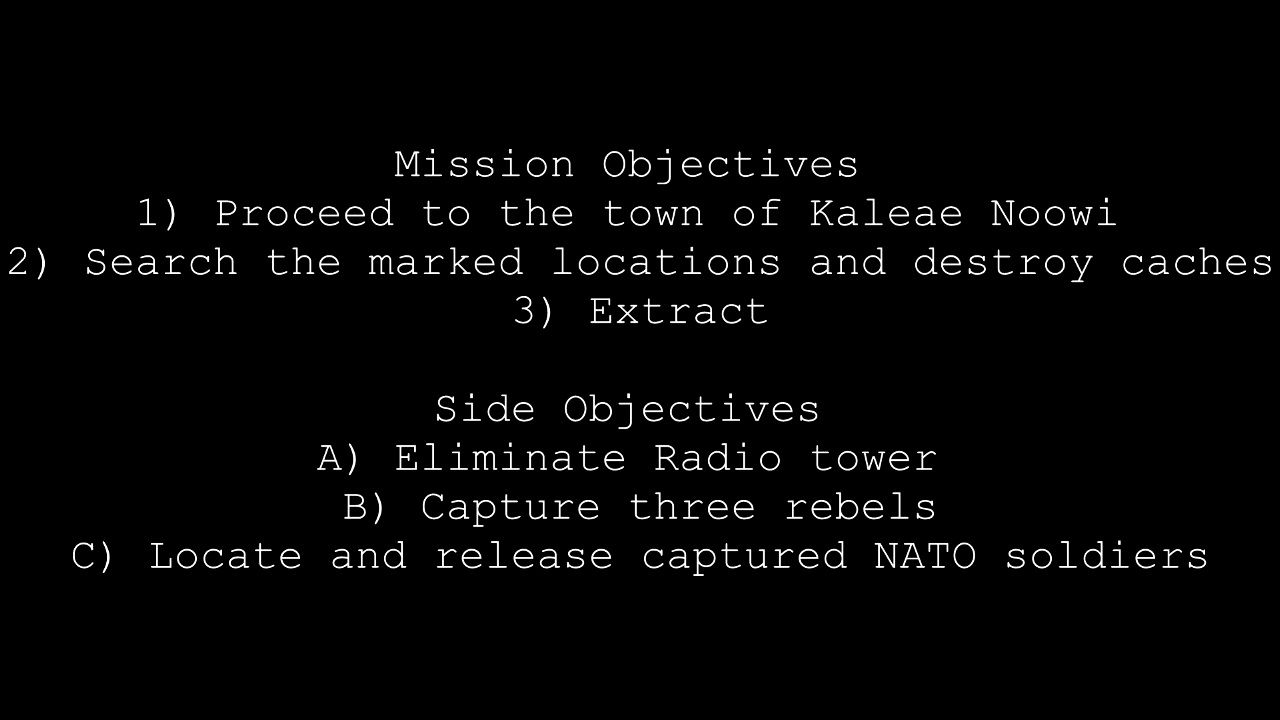 Mission Objectives
1) Proceed to the town of Kaleae Noowi
2) Search the marked locations and destroy caches
3) Extract
Side Objectives
A) Eliminate Radio tower
B) Capture three rebels
C) Locate and release captured NATO soldiers